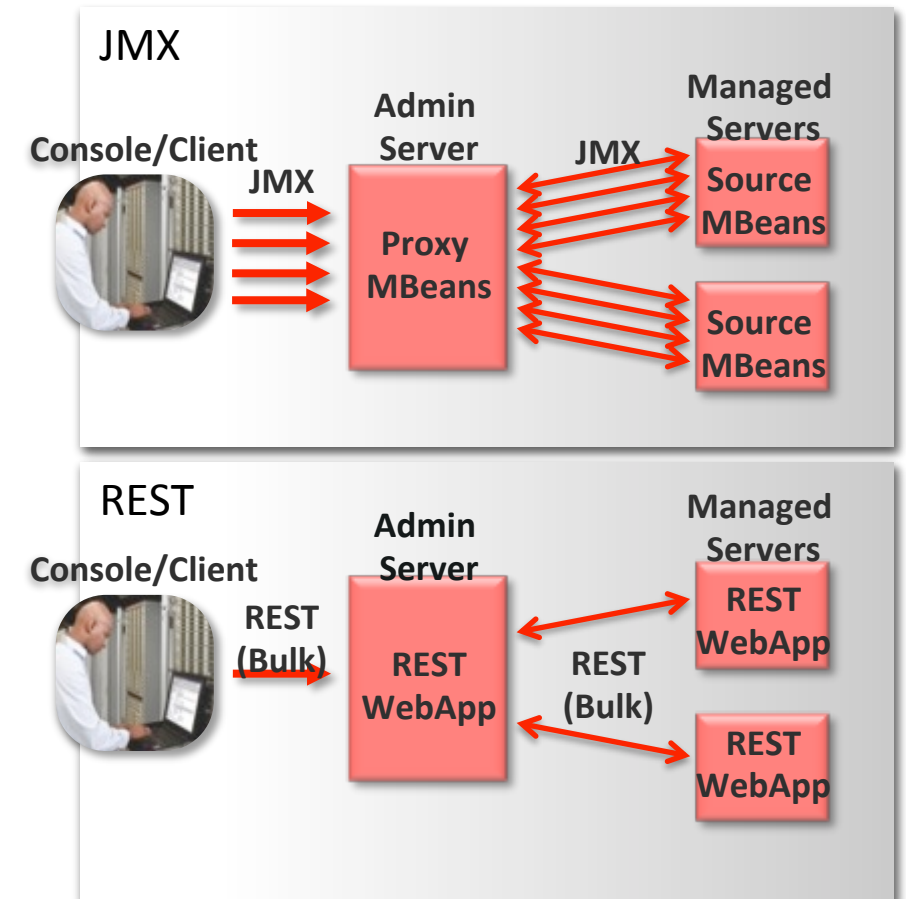 JMX
Console/Client
JMX
Admin
Server
Proxy
MBeans
JMX
Managed
Servers
Source
MBeans
Source
MBeans
REST
Console/Client
REST
(Bulk)
Admin
Server
REST
WebApp
REST
(Bulk)
Managed
Servers
REST
WebApp
REST
WebApp